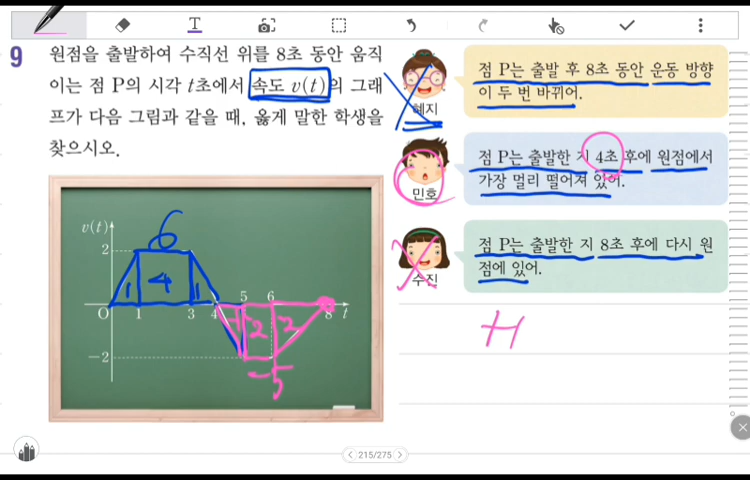 9
원점을 출발하여 수직선 위를 8초 동안 움직
이는 점 P의 시각 t초에서 속도 v(t)의 그래
프가 다음 그림과 같을 때, 옳게 말한 학생을
찾으시오.
혜지
점 P는 출발 후 8초 동안 운동 방향
이 두 번 바뀌어.
민호
점 P는 출발한 지 4초 후에 원점에서
가장 멀리 떨어져 있어.
수진
점 P는 출발한 지 8초 후에 다시 원
점에 있어.
v(t)
6
2
1 4 1
O 1 3 4 5 6 8 t
-1 2 2
-2
-5
215/275